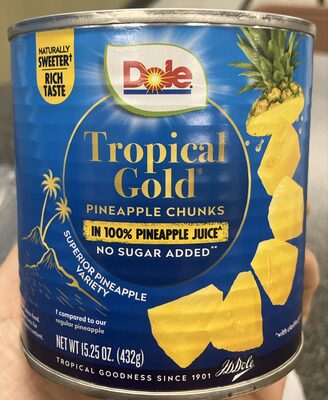 NATURALLY
SWEETER†
RICH
TASTE
Dole
Tropical
Gold®
PINEAPPLE CHUNKS
IN 100% PINEAPPLE JUICE^
NO SUGAR ADDED**
SUPERIOR PINEAPPLE
VARIETY
† compared to our
regular pineapple
NET WT 15.25 OZ. (432g)
TROPICAL GOODNESS SINCE 1901